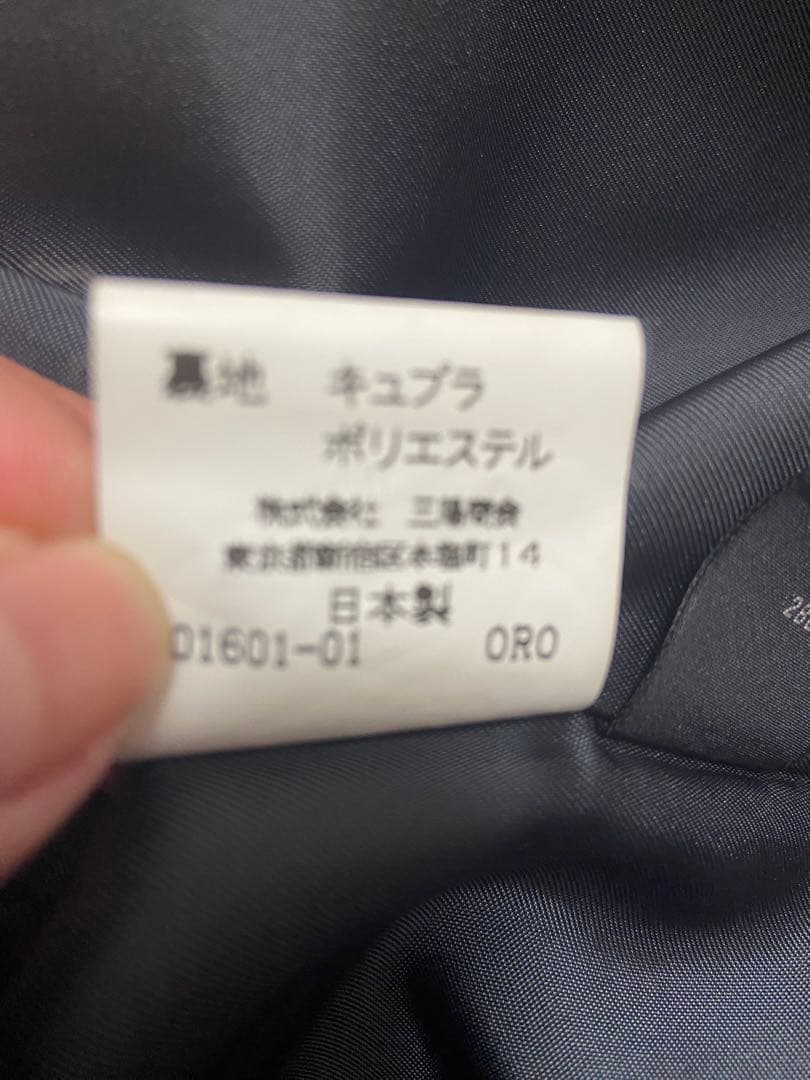 裏地 キュプラ
ポリエステル
株式会社 三陽商会
東京都新宿区本塩町14
日本製
01601-01 ORO